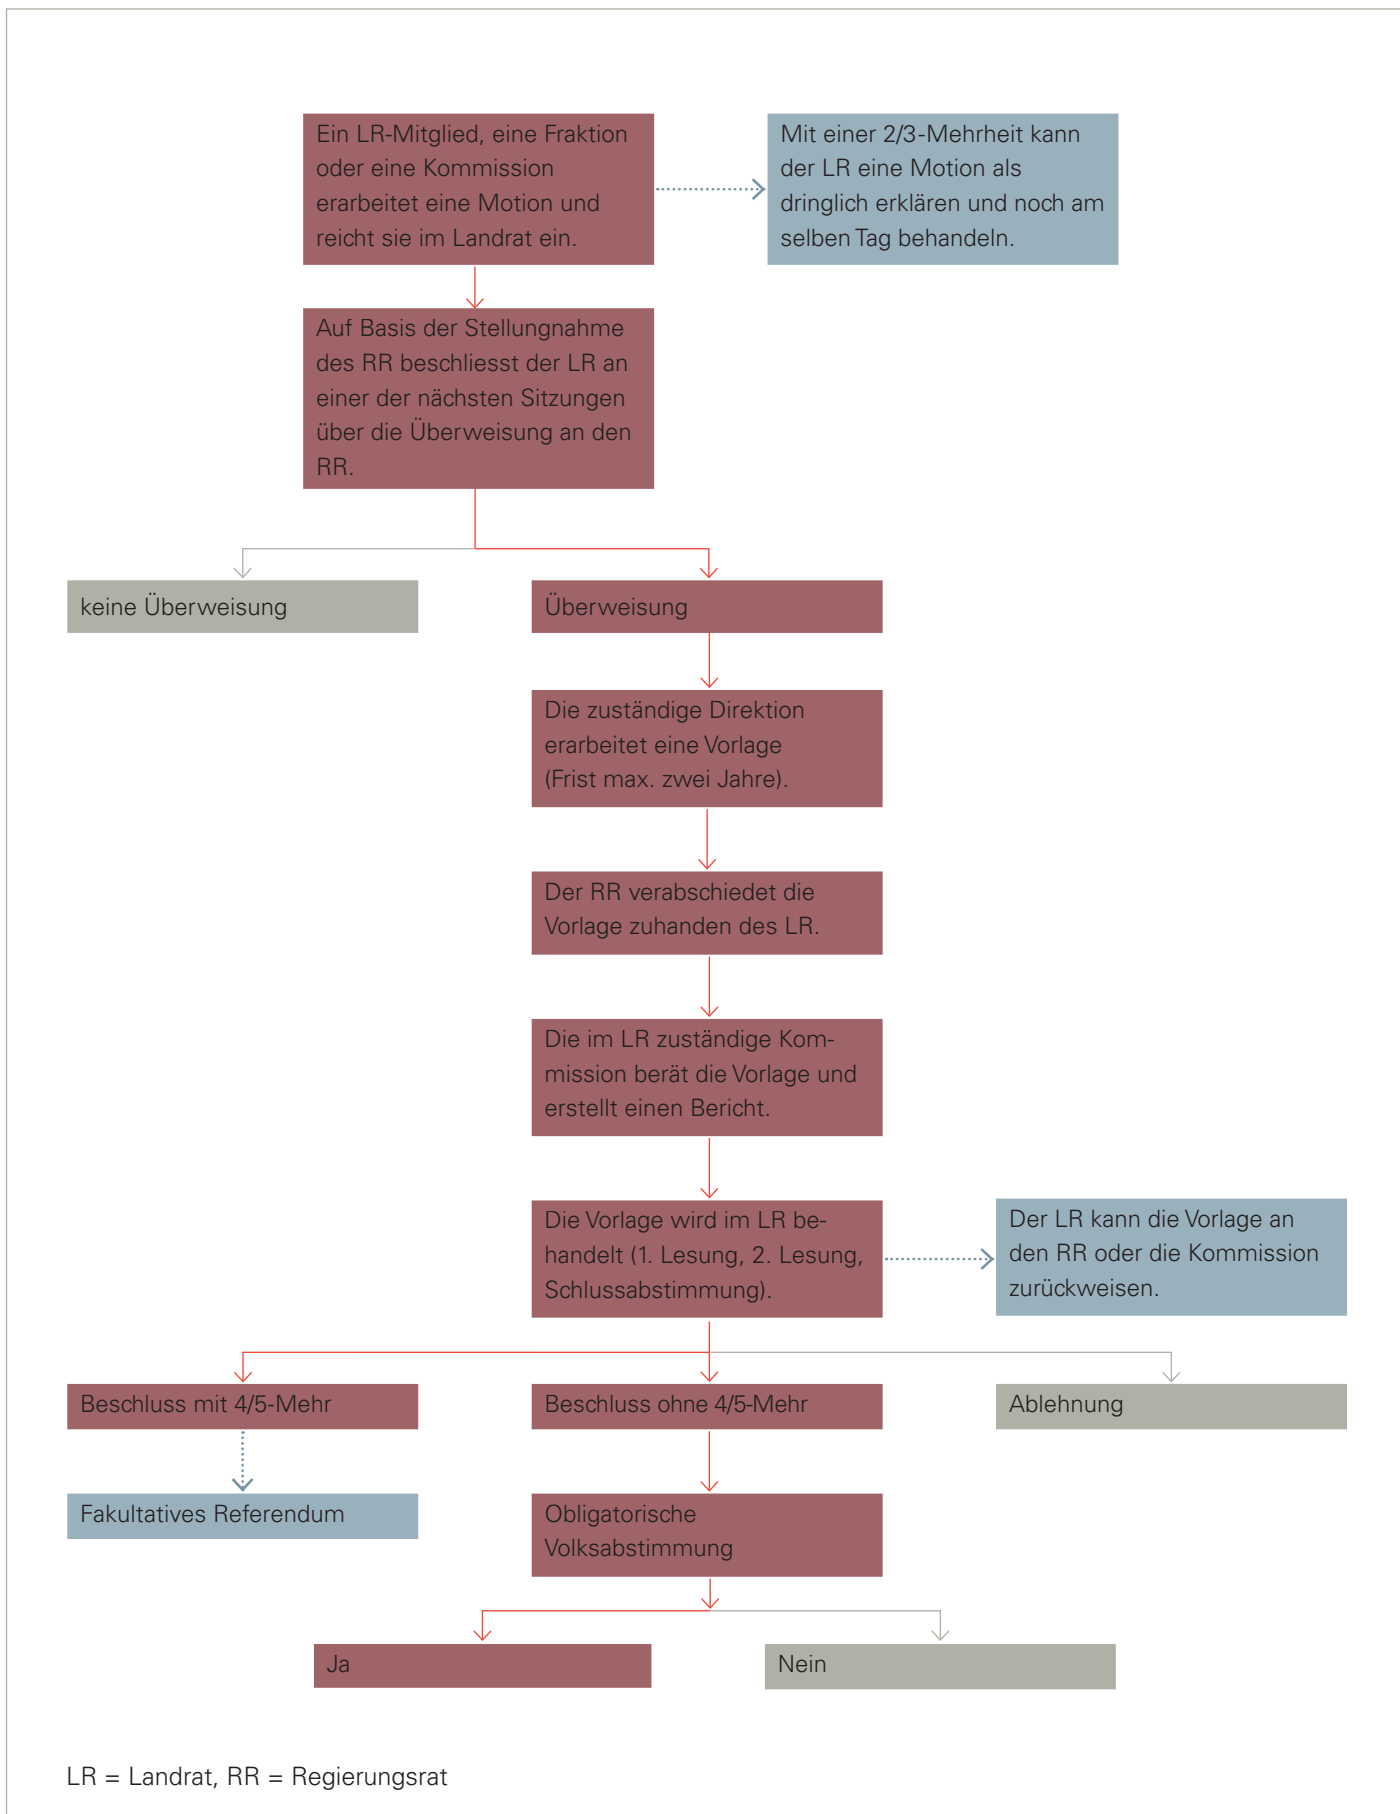 Ein LR-Mitglied, eine Fraktion
oder eine Kommission
erarbeitet eine Motion und
reicht sie im Landrat ein.
Mit einer 2/3-Mehrheit kann
der LR eine Motion als
dringlich erklären und noch am
selben Tag behandeln.
Auf Basis der Stellungnahme
des RR beschliesst der LR an
einer der nächsten Sitzungen
über die Überweisung an den
RR.
keine Überweisung
Überweisung
Die zuständige Direktion
erarbeitet eine Vorlage
(Frist max. zwei Jahre).
Der RR verabschiedet die
Vorlage zuhanden des LR.
Die im LR zuständige Kom-
mission berät die Vorlage und
erstellt einen Bericht.
Die Vorlage wird im LR be-
handelt (1. Lesung, 2. Lesung,
Schlussabstimmung).
Der LR kann die Vorlage an
den RR oder die Kommission
zurückweisen.
Beschluss mit 4/5-Mehr
Beschluss ohne 4/5-Mehr
Ablehnung
Fakultatives Referendum
Obligatorische
Volksabstimmung
Ja
Nein
LR = Landrat, RR = Regierungsrat